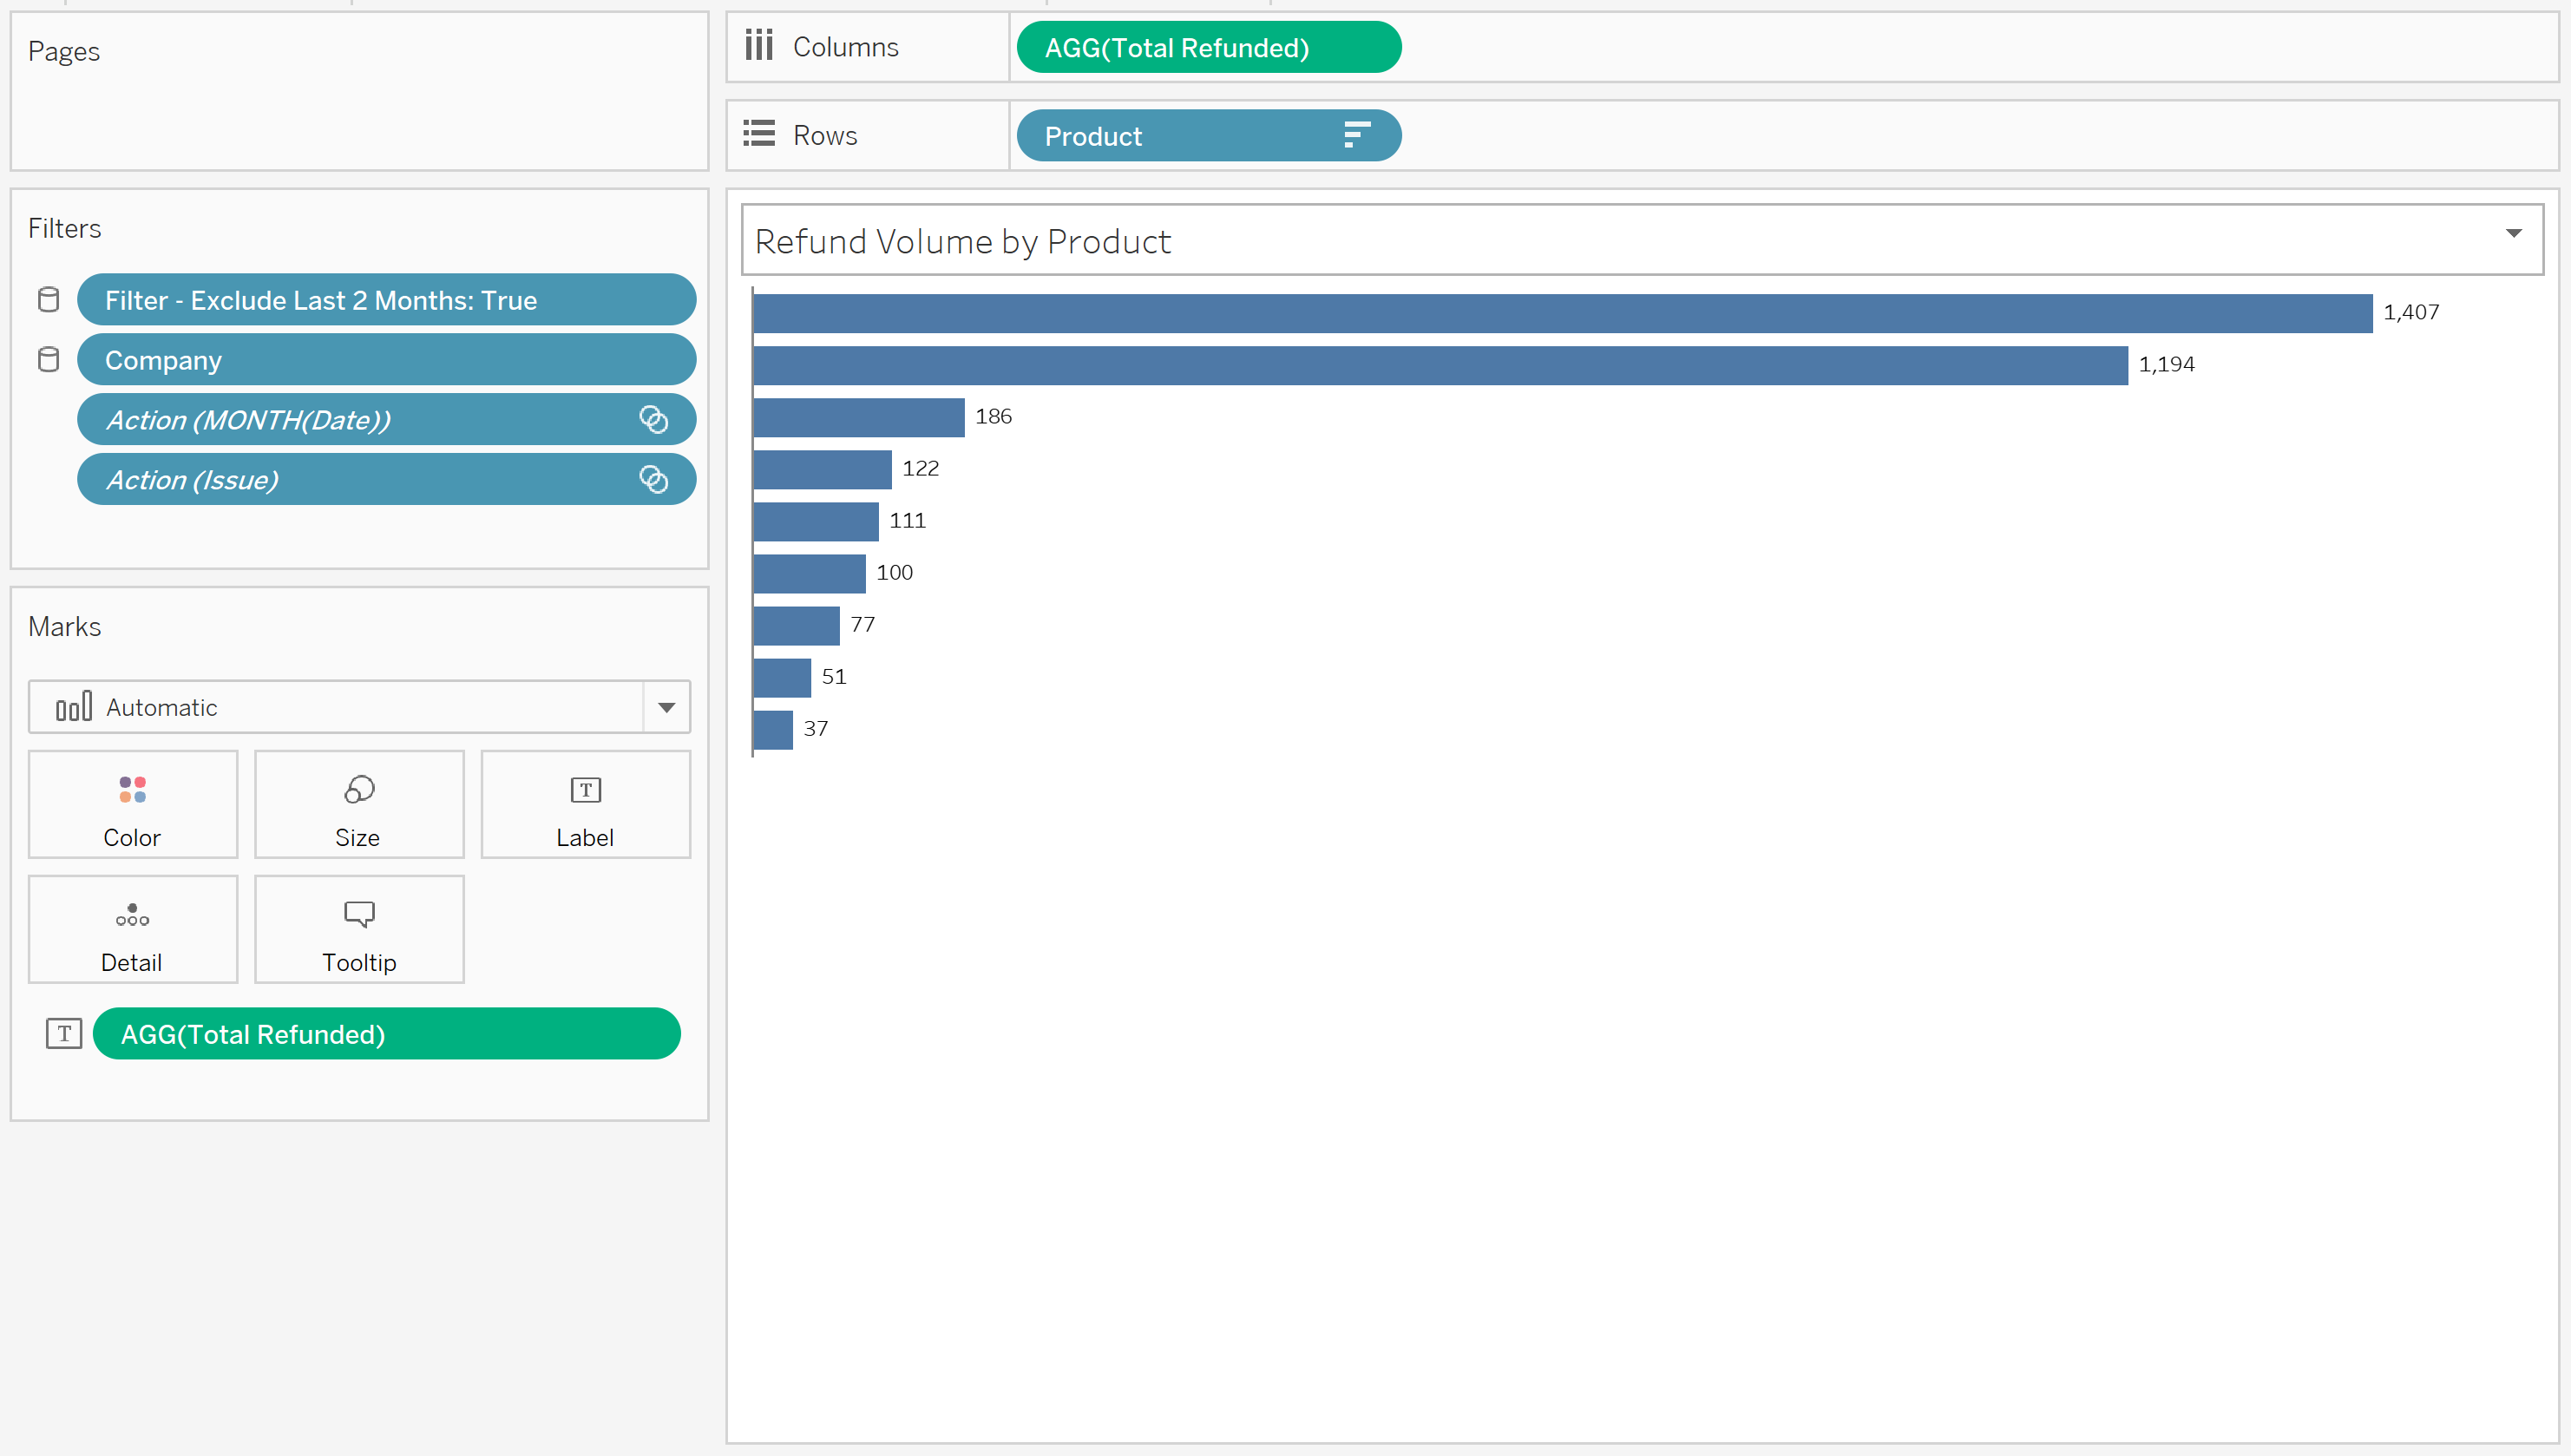 Pages
Columns
AGG(Total Refunded)
Rows
Product
Filters
Filter - Exclude Last 2 Months: True
Company
Action (MONTH(Date))
Action (Issue)
Marks
Automatic
Color
Size
T
Label
Detail
Tooltip
T
AGG(Total Refunded)
Refund Volume by Product
1,407
1,194
186
122
111
100
77
51
37